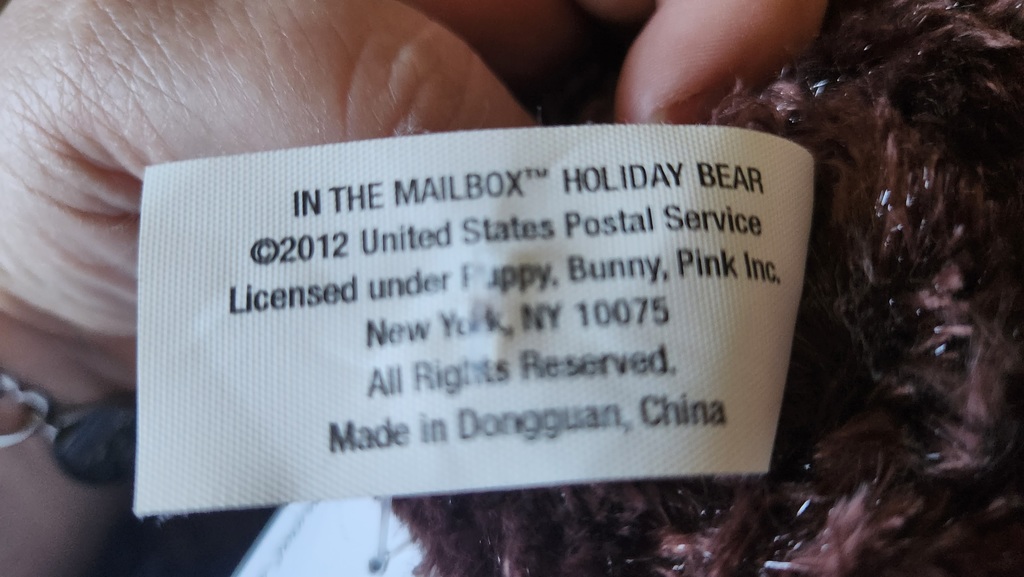 IN THE MAILBOX™ HOLIDAY BEAR
©2012 United States Postal Service
Licensed under Puppy, Bunny, Pink Inc.
New York, NY 10075
All Rights Reserved.
Made in Dongguan, China